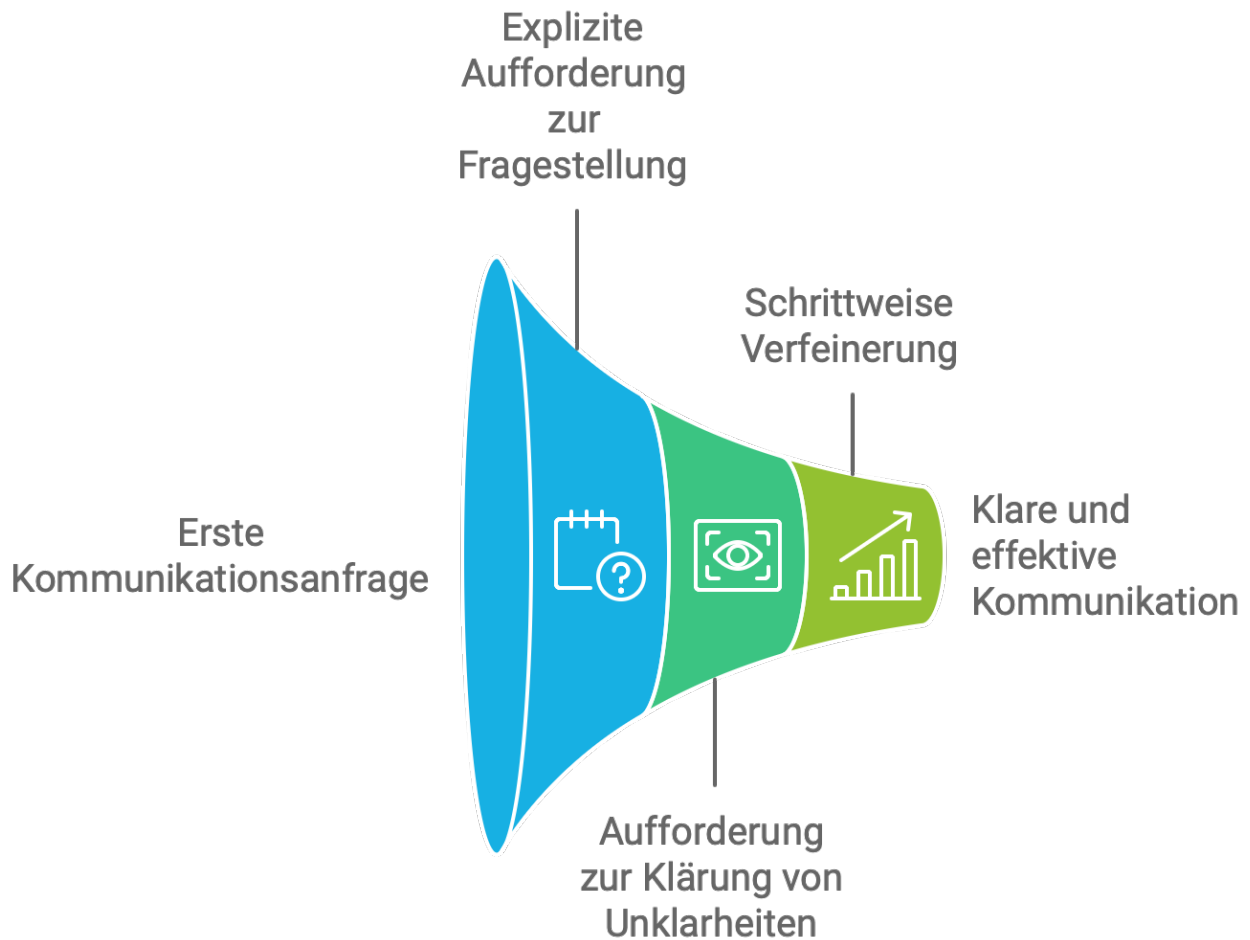 Explizite
Aufforderung
zur
Fragestellung
Schrittweise
Verfeinerung
Erste
Kommunikationsanfrage
Klare und
effektive
Kommunikation
Aufforderung
zur Klärung von
Unklarheiten